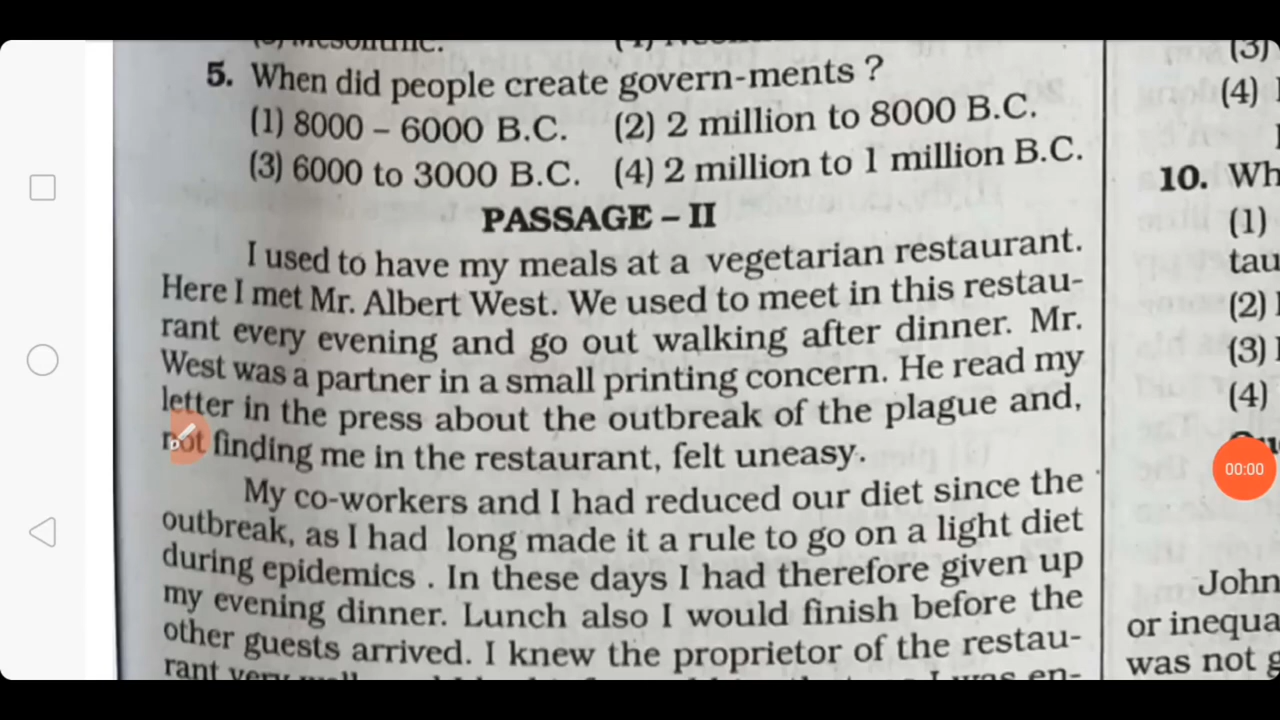 5. When did people create govern-ments ?
(1) 8000 – 6000 B.C. (2) 2 million to 8000 B.C.
(3) 6000 to 3000 B.C. (4) 2 million to 1 million B.C.
PASSAGE – II
I used to have my meals at a vegetarian restaurant.
Here I met Mr. Albert West. We used to meet in this restau-
rant every evening and go out walking after dinner. Mr.
West was a partner in a small printing concern. He read my
letter in the press about the outbreak of the plague and,
not finding me in the restaurant, felt uneasy.
My co-workers and I had reduced our diet since the
outbreak, as I had long made it a rule to go on a light diet
during epidemics . In these days I had therefore given up
my evening dinner. Lunch also I would finish before the
other guests arrived. I knew the proprietor of the restau-
rant very
(3)
(4)
10. Wh
(1)
tau
(2)
(3)
(4)
John
or inequa
was not g
00:00